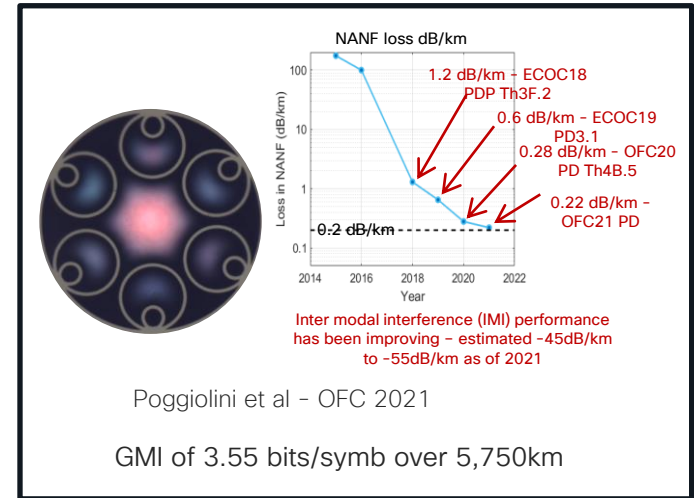 NANF loss dB/km
1.2 dB/km – ECOC18
PDP Th3F.2
0.6 dB/km – ECOC19
PD3.1
0.28 dB/km – OFC20
PD Th4B.5
0.22 dB/km –
OFC21 PD
Loss in NANF (dB/km)
100
10
1
0.1
0.2 dB/km
2014 2016 2018 2020 2022
Year
Inter modal interference (IMI) performance
has been improving – estimated -45dB/km
to -55dB/km as of 2021
Poggiolini et al - OFC 2021
GMI of 3.55 bits/symb over 5,750km